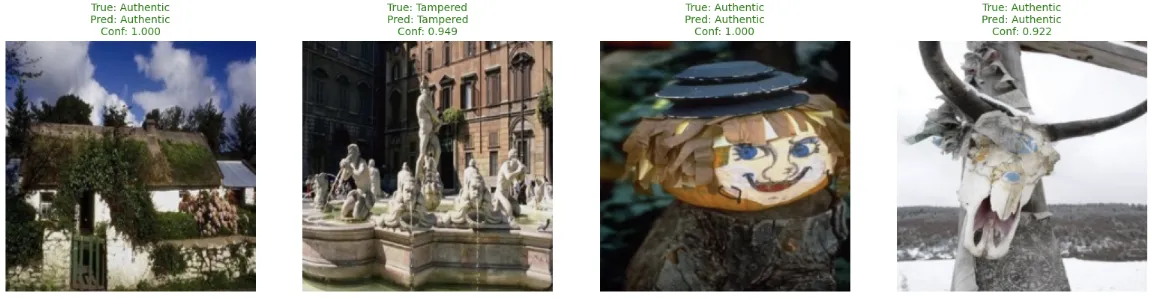 True: Authentic
Pred: Authentic
Conf: 1.000
True: Tampered
Pred: Tampered
Conf: 0.949
True: Authentic
Pred: Authentic
Conf: 1.000
True: Authentic
Pred: Authentic
Conf: 0.922